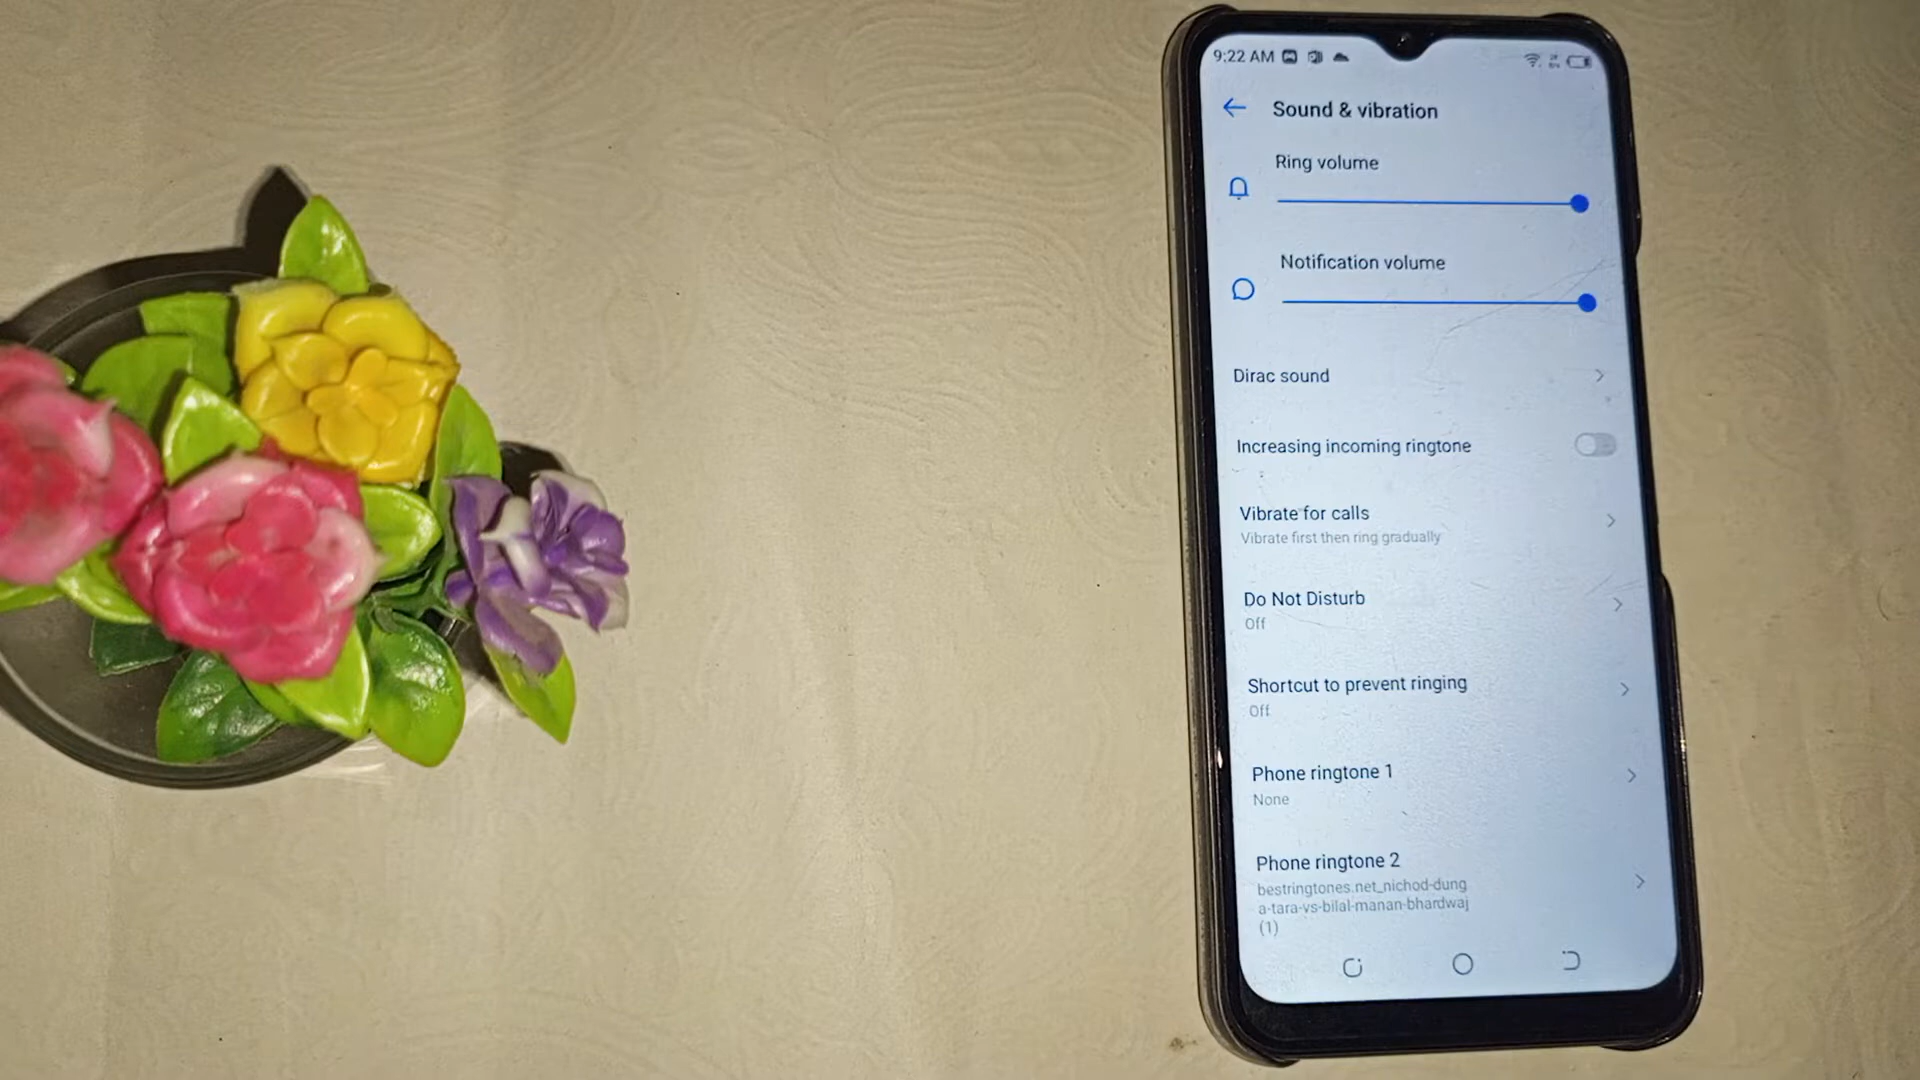 9:22 AM
Sound & vibration
Ring volume
Notification volume
Dirac sound
Increasing incoming ringtone
Vibrate for calls
Vibrate first then ring gradually
Do Not Disturb
Off
Shortcut to prevent ringing
Off
Phone ringtone 1
None
Phone ringtone 2
bestringtones.net_nichod-dung
a-tara-vs-bilal-manan-bhardwaj
(1)